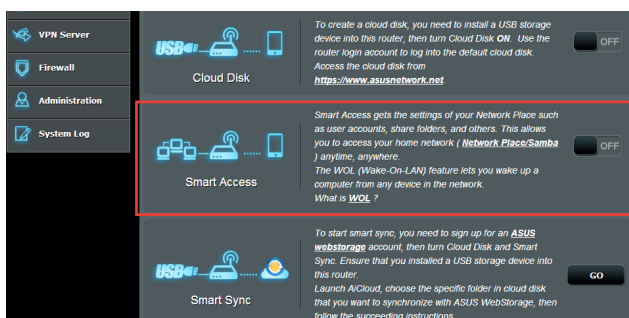 VPN Server
Firewall
Administration
System Log
USB
Cloud Disk
To create a cloud disk, you need to install a USB storage
device into this router, then turn Cloud Disk ON. Use the
router login account to log into the default cloud disk.
Access the cloud disk from
https://www.asusnetwork.net.
OFF
Smart Access
Smart Access gets the settings of your Network Place such
as user accounts, share folders, and others. This allows
you to access your home network ( Network Place/Samba
) anytime, anywhere.
The WOL (Wake-On-LAN) feature lets you wake up a
computer from any device in the network.
What is WOL ?
OFF
USB
Smart Sync
To start smart sync, you need to sign up for an ASUS
webstorage account, then turn Cloud Disk and Smart
Sync. Ensure that you installed a USB storage device into
this router.
Launch AiCloud, choose the specific folder in cloud disk
that you want to synchronize with ASUS WebStorage, then
follow the succeeding instructions.
GO